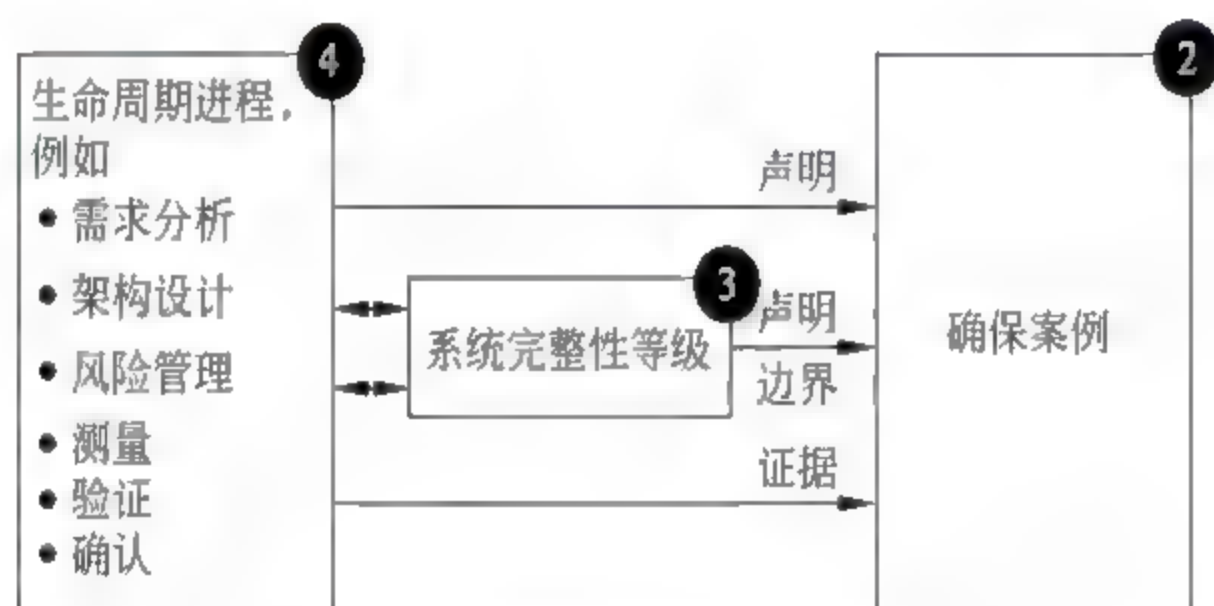 4
2
生命周期进程,
例如
• 需求分析
• 架构设计
• 风险管理
• 测量
• 验证
• 确认
声明
3
系统完整性等级
声明
边界
证据
确保案例